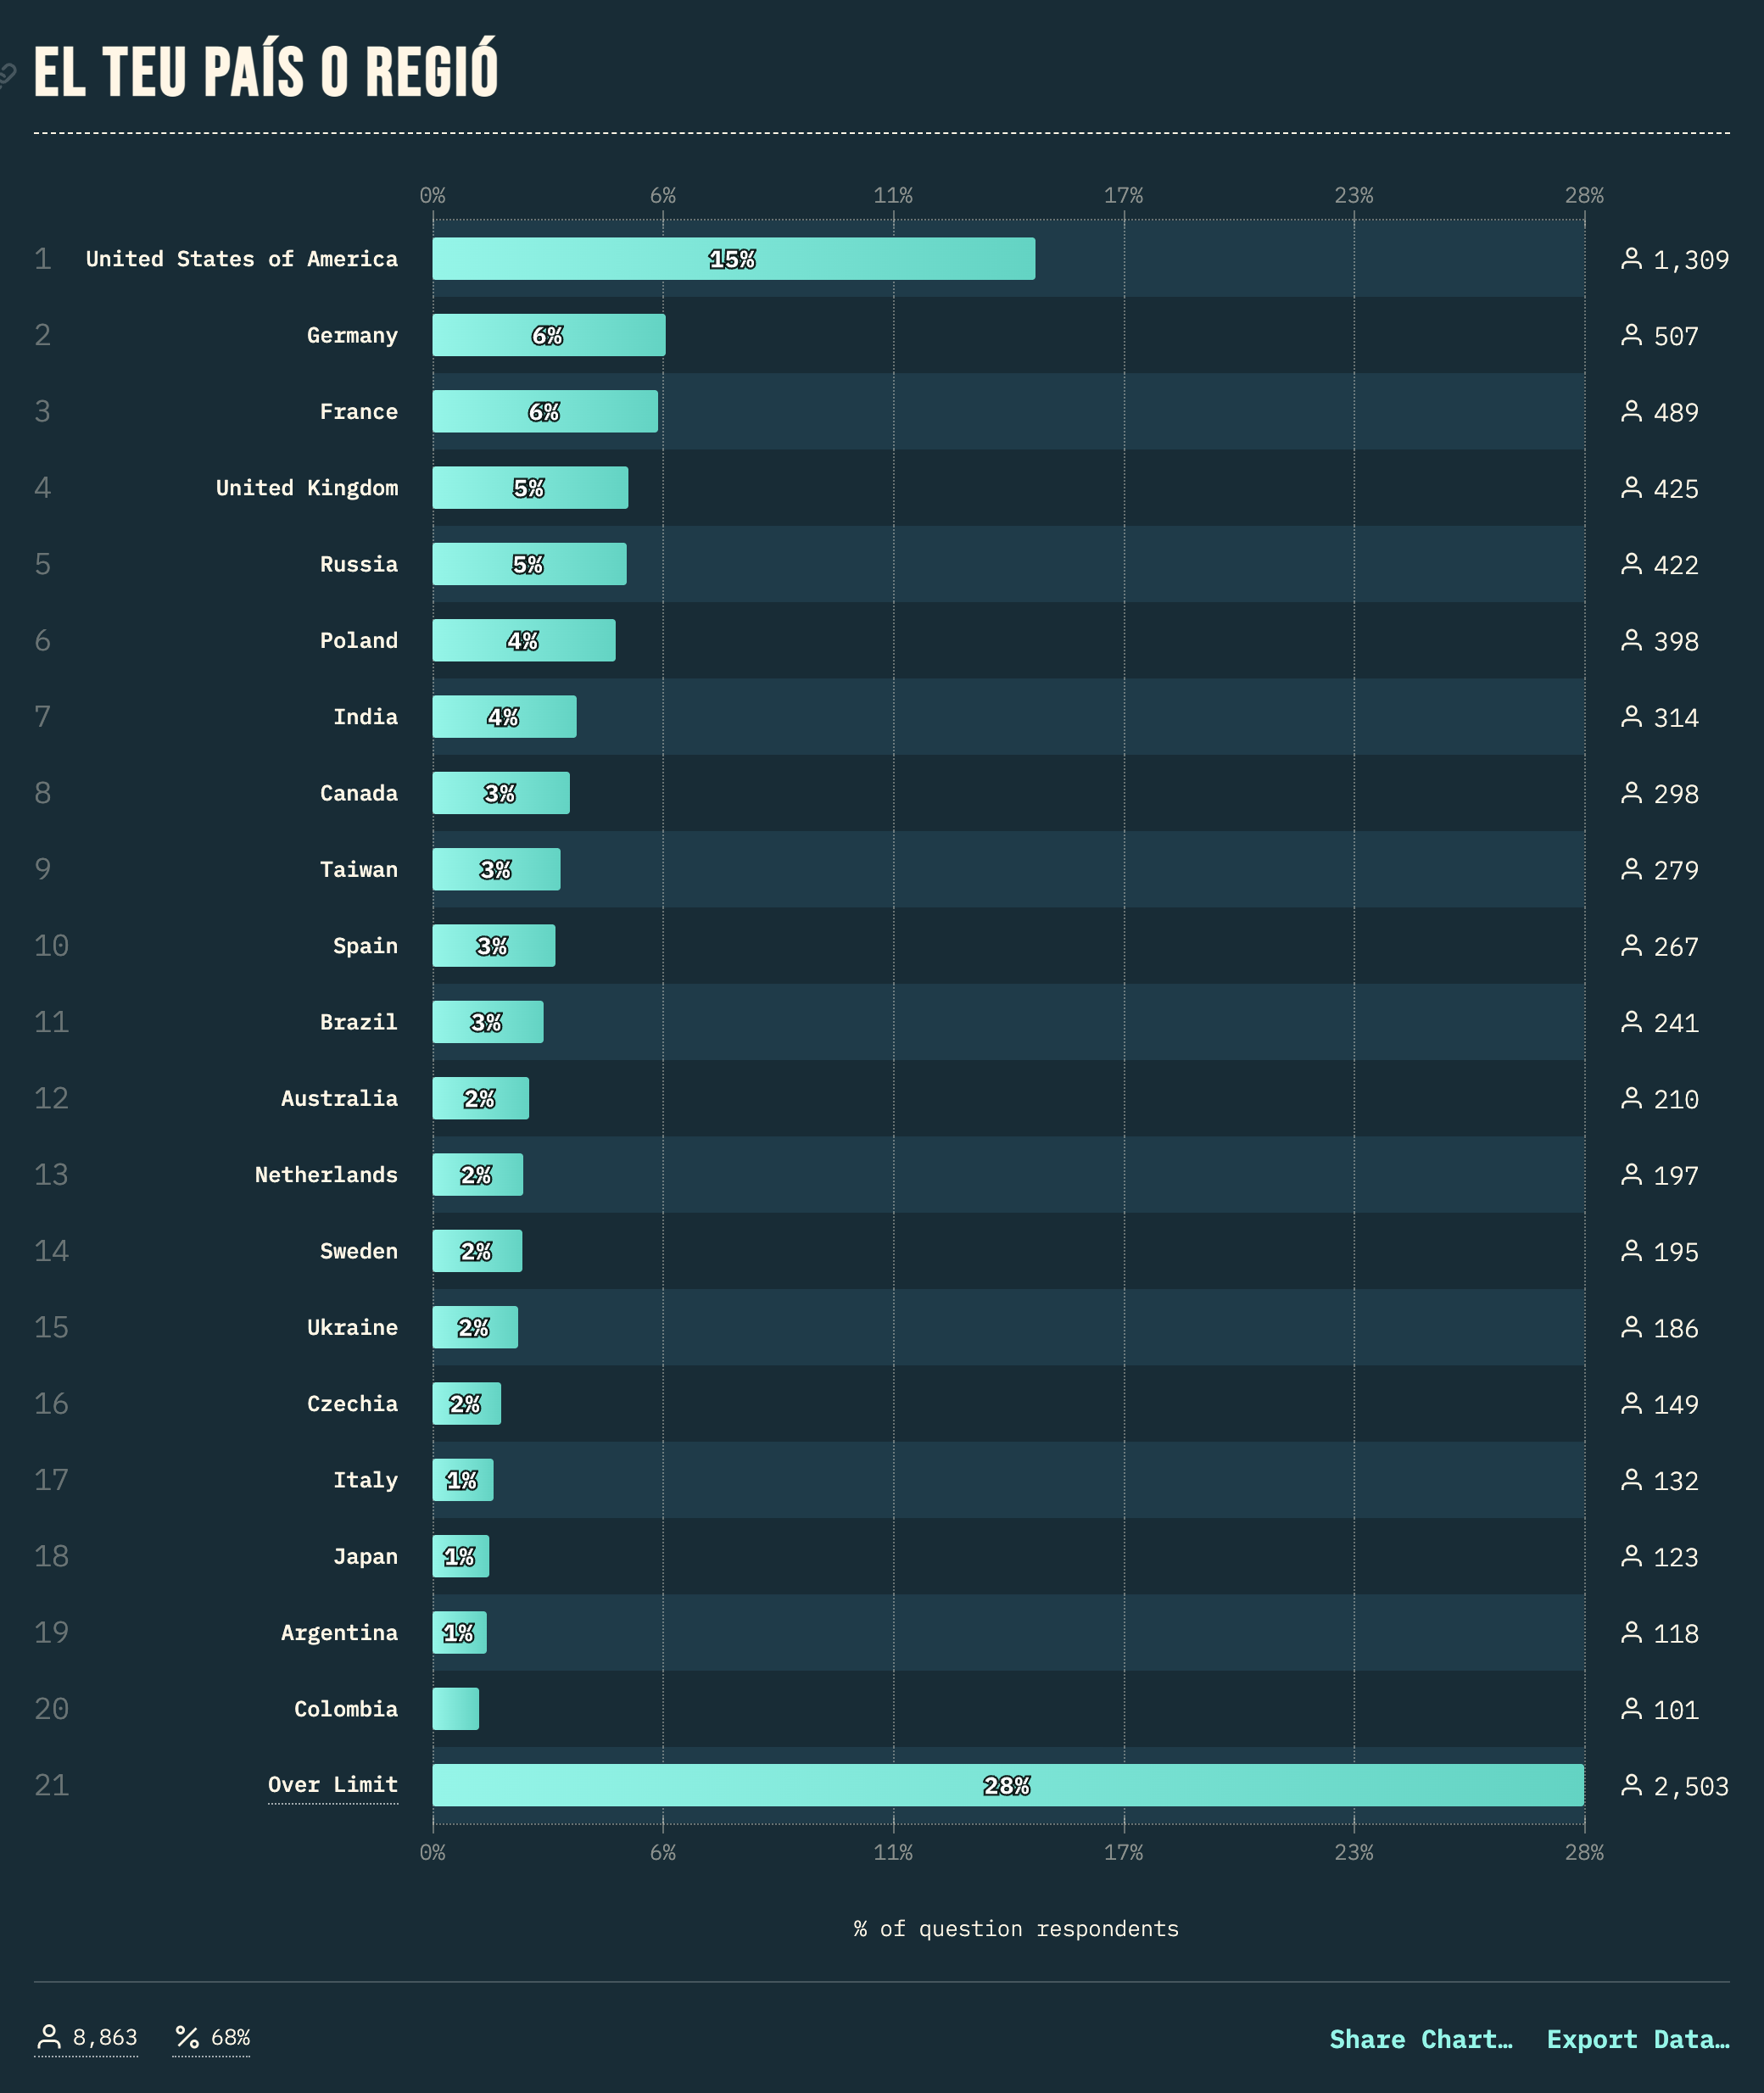 EL TEU PAÍS O REGIÓ
0% 6% 11% 17% 23% 28%
1 United States of America 15% 1,309
2 Germany 6% 507
3 France 6% 489
4 United Kingdom 5% 425
5 Russia 5% 422
6 Poland 4% 398
7 India 4% 314
8 Canada 3% 298
9 Taiwan 3% 279
10 Spain 3% 267
11 Brazil 3% 241
12 Australia 2% 210
13 Netherlands 2% 197
14 Sweden 2% 195
15 Ukraine 2% 186
16 Czechia 2% 149
17 Italy 1% 132
18 Japan 1% 123
19 Argentina 1% 118
20 Colombia 101
21 Over Limit 28% 2,503
0% 6% 11% 17% 23% 28%
% of question respondents
8,863 68% Share Chart… Export Data…